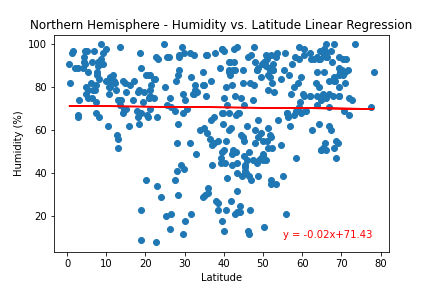 Northern Hemisphere - Humidity vs. Latitude Linear Regression
100
80
60
40
20
Humidity (%)
y = -0.02x+71.43
0 10 20 30 40 50 60 70 80
Latitude